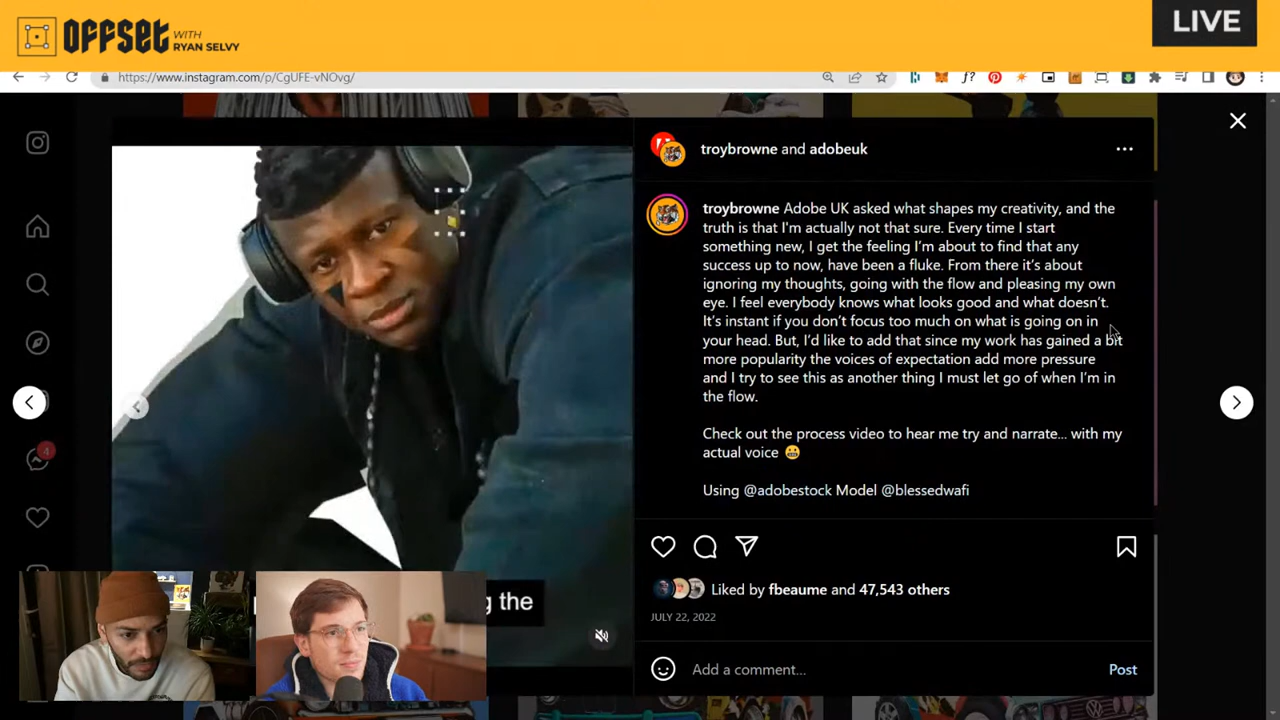 OFFSET WITH RYAN SELVY
LIVE
https://www.instagram.com/p/CgUFE-vNOvg/
f?
troybrowne and adobeuk
troybrowne Adobe UK asked what shapes my creativity, and the
truth is that I'm actually not that sure. Every time I start
something new, I get the feeling I'm about to find that any
success up to now, have been a fluke. From there it's about
ignoring my thoughts, going with the flow and pleasing my own
eye. I feel everybody knows what looks good and what doesn't.
It's instant if you don't focus too much on what is going on in
your head. But, I'd like to add that since my work has gained a bit
more popularity the voices of expectation add more pressure
and I try to see this as another thing I must let go of when I'm in
the flow.
Check out the process video to hear me try and narrate... with my
actual voice 😬
Using @adobestock Model @blessedwafi
4
the
Liked by fbeaume and 47,543 others
JULY 22, 2022
Add a comment...
Post